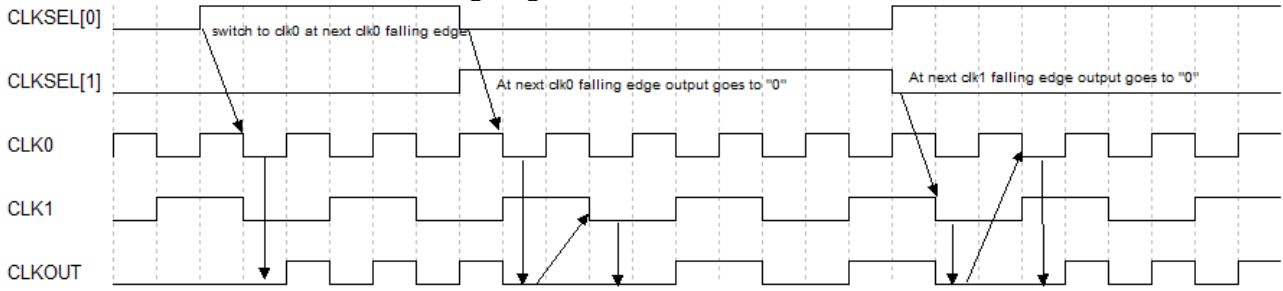 CLKSEL[0]
switch to clk0 at next clk0 falling edge
CLKSEL[1]
At next clk0 falling edge output goes to "0"
At next clk1 falling edge output goes to "0"
CLK0
CLK1
CLKOUT